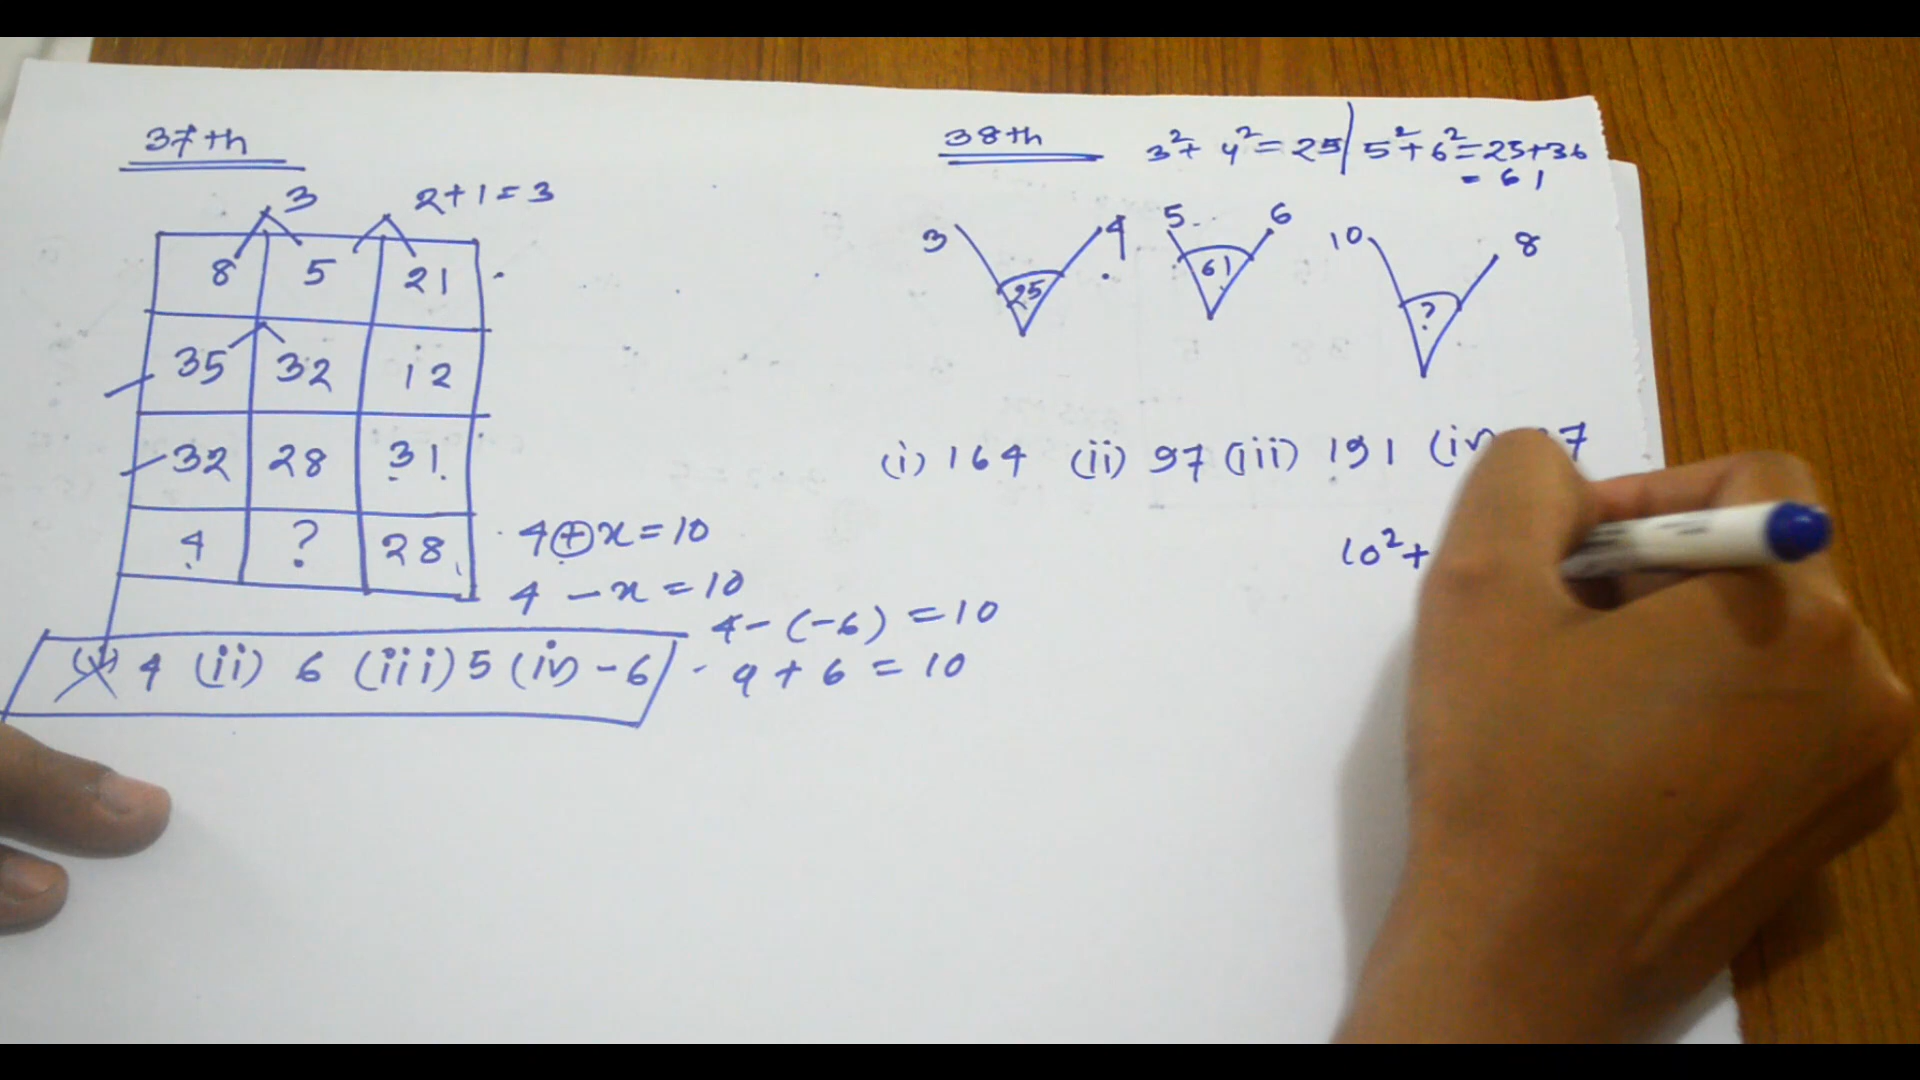 37th
3
2+1=3
8 5 21
35 32 12
32 28 31
4 ? 28
4+x=10
4-x=10
4-(-6)=10
4+6=10
4 (ii) 6 (iii) 5 (iv) -6
38th
3²+4²=25 | 5²+6²=25+36
=61
3 4 5 6 10 8
25 61 ?
(i) 164 (ii) 97 (iii) 191 (iv) 7
10²+